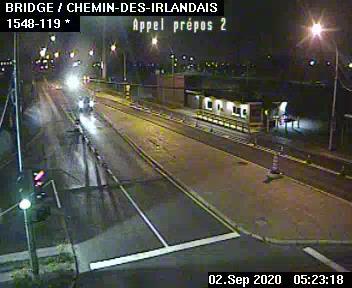 BRIDGE / CHEMIN-DES-IRLANDAIS
1548-119 *
Appel prépos 2
02.Sep 2020 05:23:18